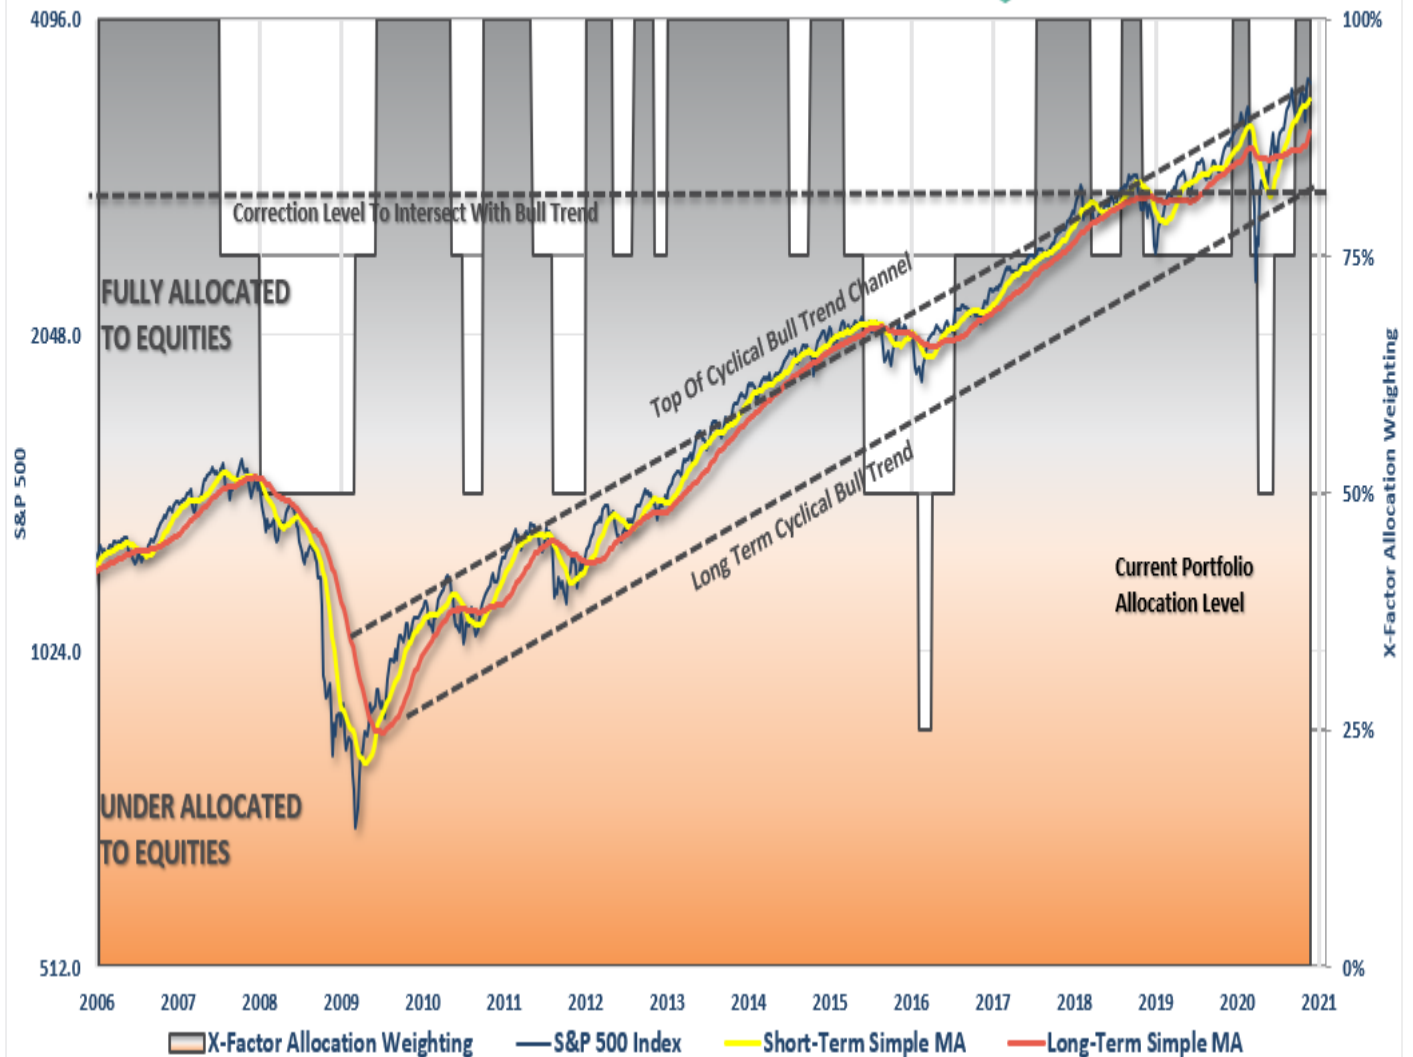 4096.0
100%
Correction Level To Intersect With Bull Trend
75%
FULLY ALLOCATED
TO EQUITIES
Top Of Cyclical Bull Trend Channel
2048.0
S&P 500
X-Factor Allocation Weighting
Long Term Cyclical Bull Trend
50%
Current Portfolio
Allocation Level
1024.0
25%
UNDER ALLOCATED
TO EQUITIES
512.0
0%
2006 2007 2008 2009 2010 2011 2012 2013 2014 2015 2016 2017 2018 2019 2020 2021
X-Factor Allocation Weighting S&P 500 Index Short-Term Simple MA Long-Term Simple MA